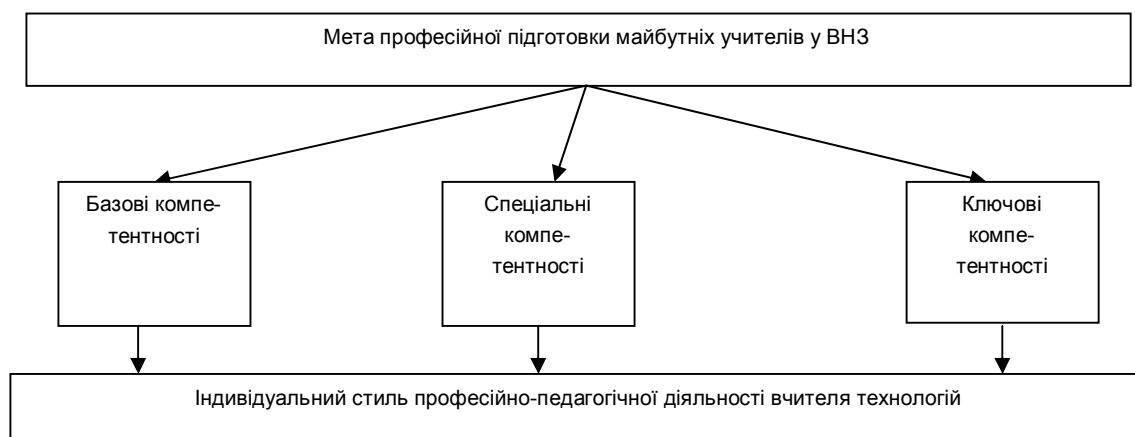 Мета професійної підготовки майбутніх учителів у ВНЗ
Базові компе-
тентності
Спеціальні
компе-
тентності
Ключові
компе-
тентності
Індивідуальний стиль професійно-педагогічної діяльності вчителя технологій